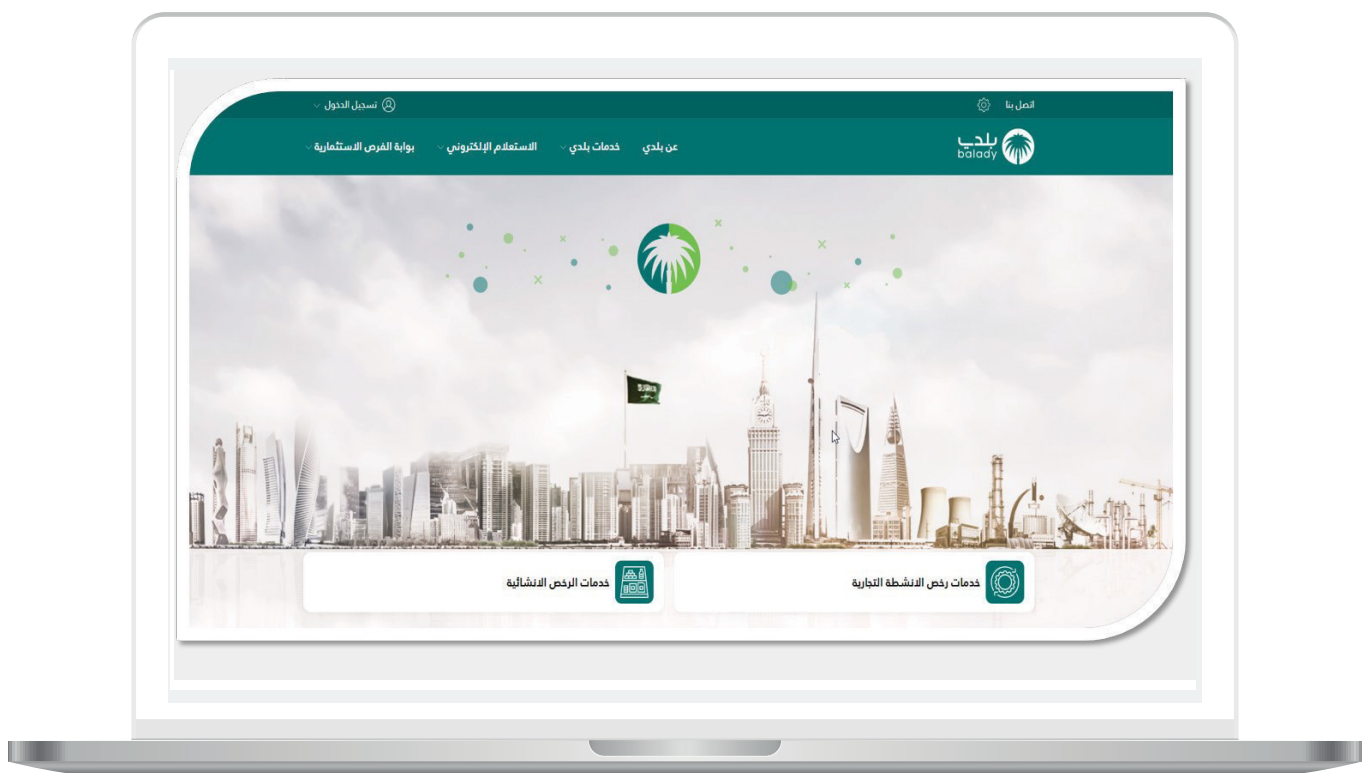 اتصل بنا
تسجيل الدخول
بلدي
balady
عن بلدي
خدمات بلدي
الاستعلام الإلكتروني
بوابة الفرص الاستثمارية
خدمات رخص الانشطة التجارية
خدمات الرخص الانشائية